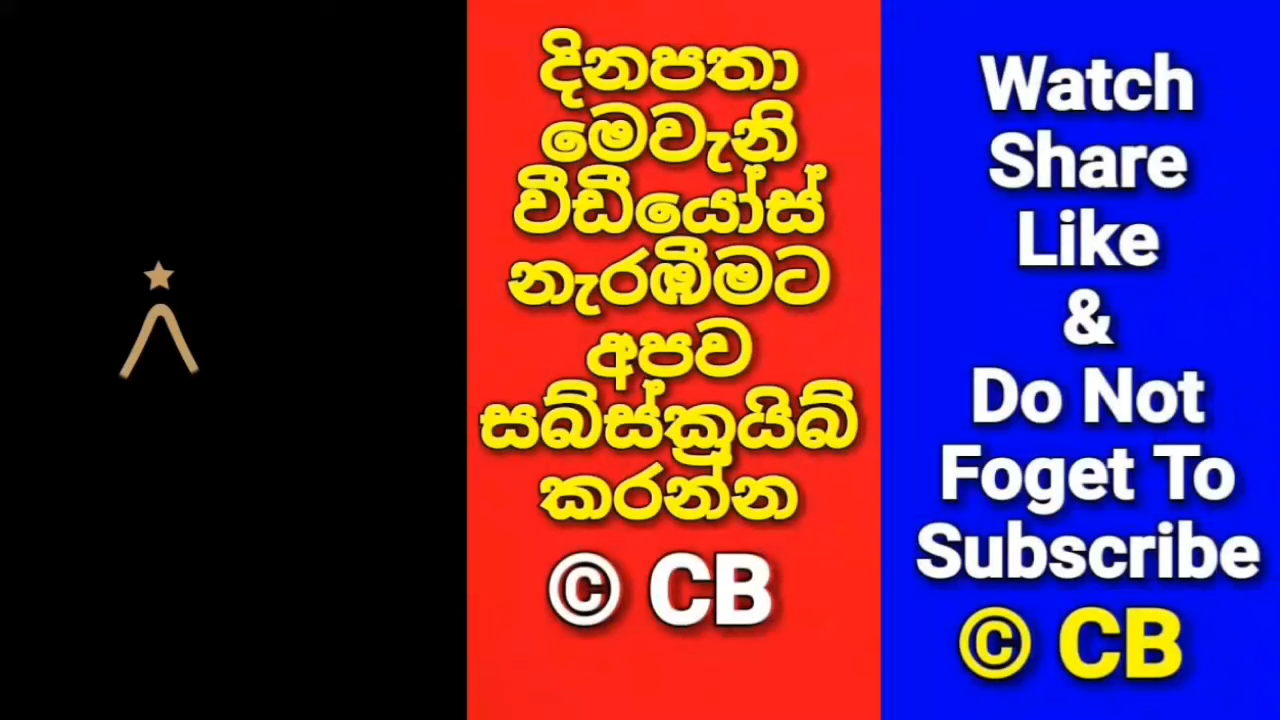 දිනපතා
මෙවැනි
වීඩියෝස්
නැරඹීමට
අපව
සබ්ස්ක්‍රයිබ්
කරන්න
© CB
Watch
Share
Like
&
Do Not
Foget To
Subscribe
© CB